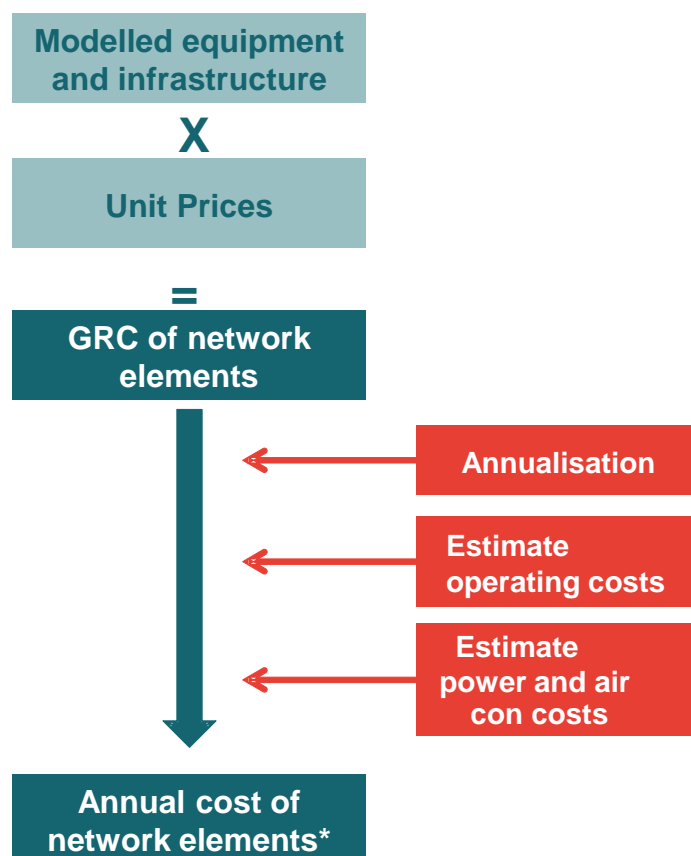 Modelled equipment
and infrastructure
X
Unit Prices
=
GRC of network
elements
Annualisation
Estimate
operating costs
Estimate
power and air
con costs
Annual cost of
network elements*